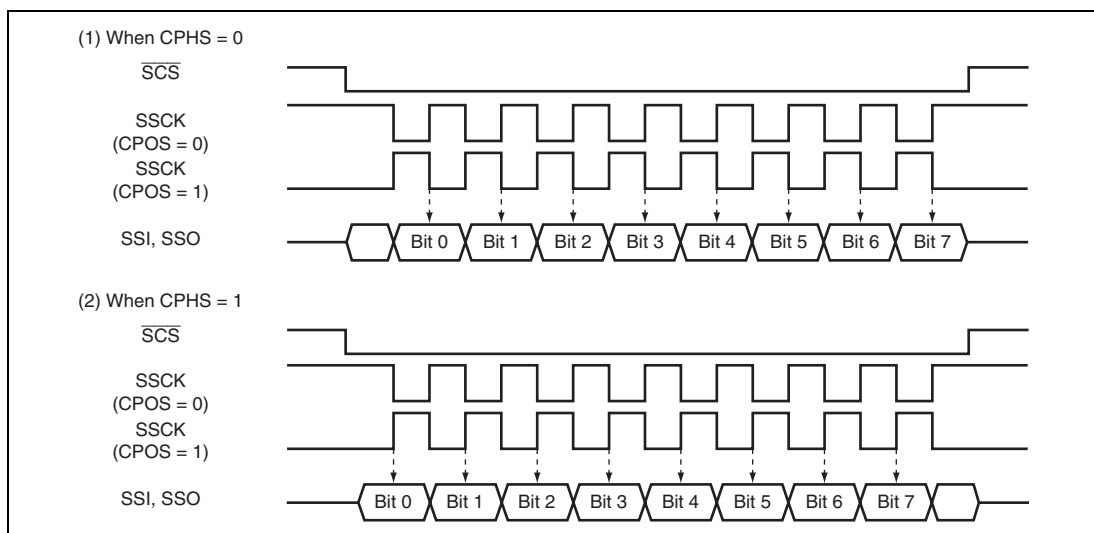 (1) When CPHS = 0
SCS
SSCK
(CPOS = 0)
SSCK
(CPOS = 1)
SSI, SSO
Bit 0 Bit 1 Bit 2 Bit 3 Bit 4 Bit 5 Bit 6 Bit 7
(2) When CPHS = 1
SCS
SSCK
(CPOS = 0)
SSCK
(CPOS = 1)
SSI, SSO
Bit 0 Bit 1 Bit 2 Bit 3 Bit 4 Bit 5 Bit 6 Bit 7